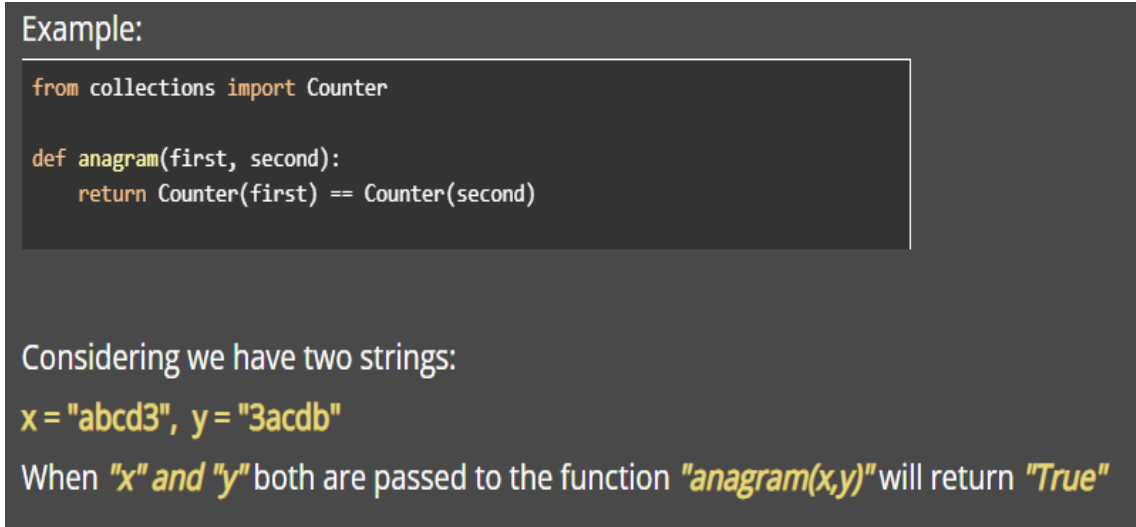 Example:
from collections import Counter
def anagram(first, second):
    return Counter(first) == Counter(second)
Considering we have two strings:
x = "abcd3", y = "3acdb"
When "x" and "y" both are passed to the function "anagram(x,y)" will return "True"